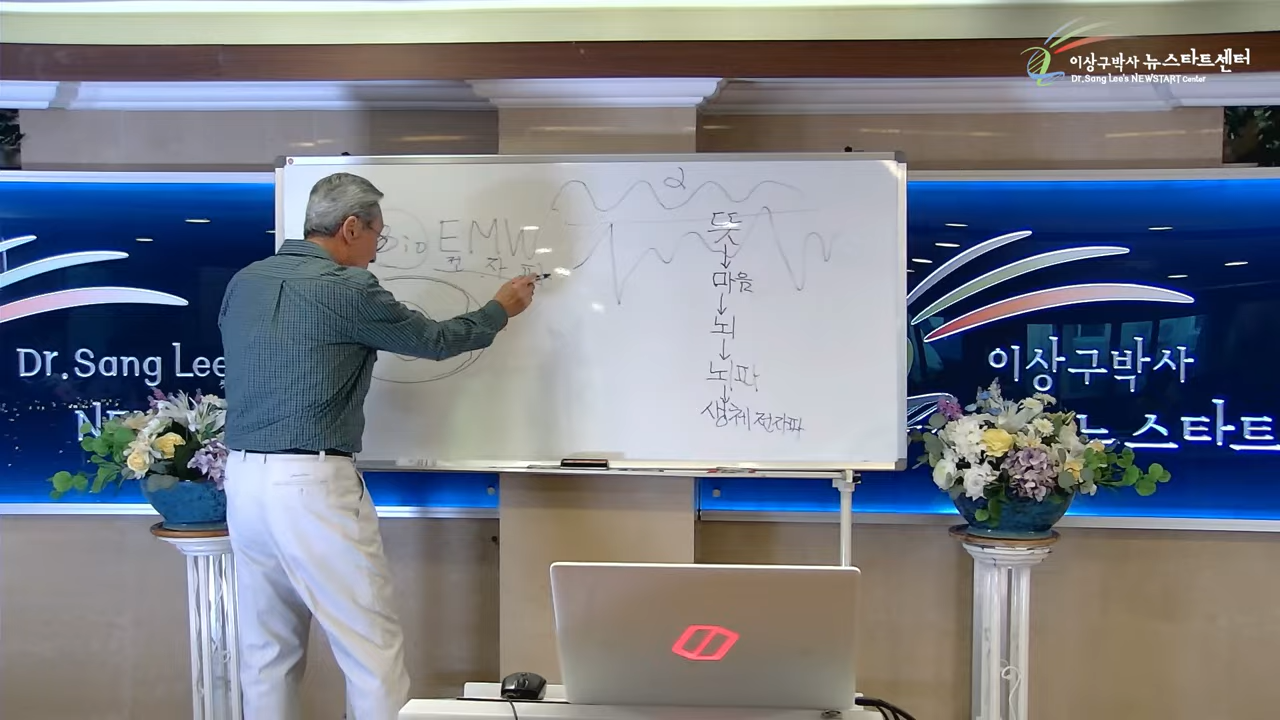 이상구박사 뉴스타트센터
Dr.Sang Lee's NEWSTART Center
α
Bio EMW
전자파
뜻
↓
마음
↓
뇌
↓
뇌파
↓
생체전자파
Dr.Sang Lee's
이상구박사
뉴스타트